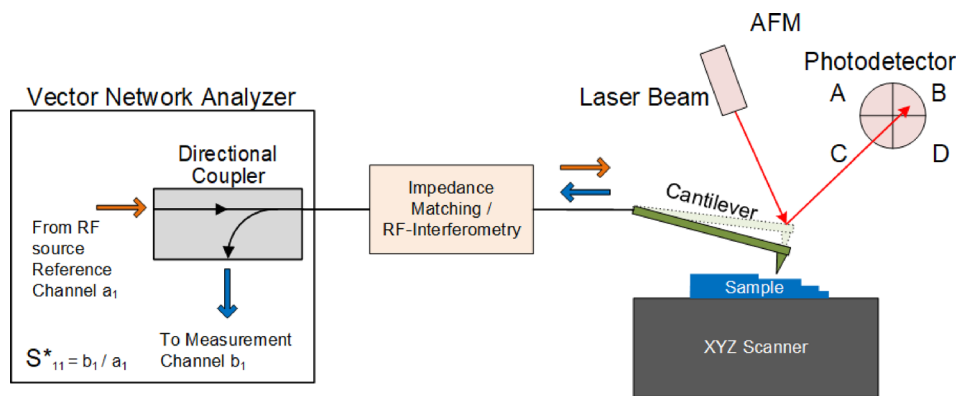 Vector Network Analyzer
Directional
Coupler
From RF
source
Reference
Channel a1
To Measurement
Channel b1
S*11 = b1 / a1
Impedance
Matching /
RF-Interferometry
AFM
Laser Beam
Photodetector
A
B
C
D
Cantilever
Sample
XYZ Scanner